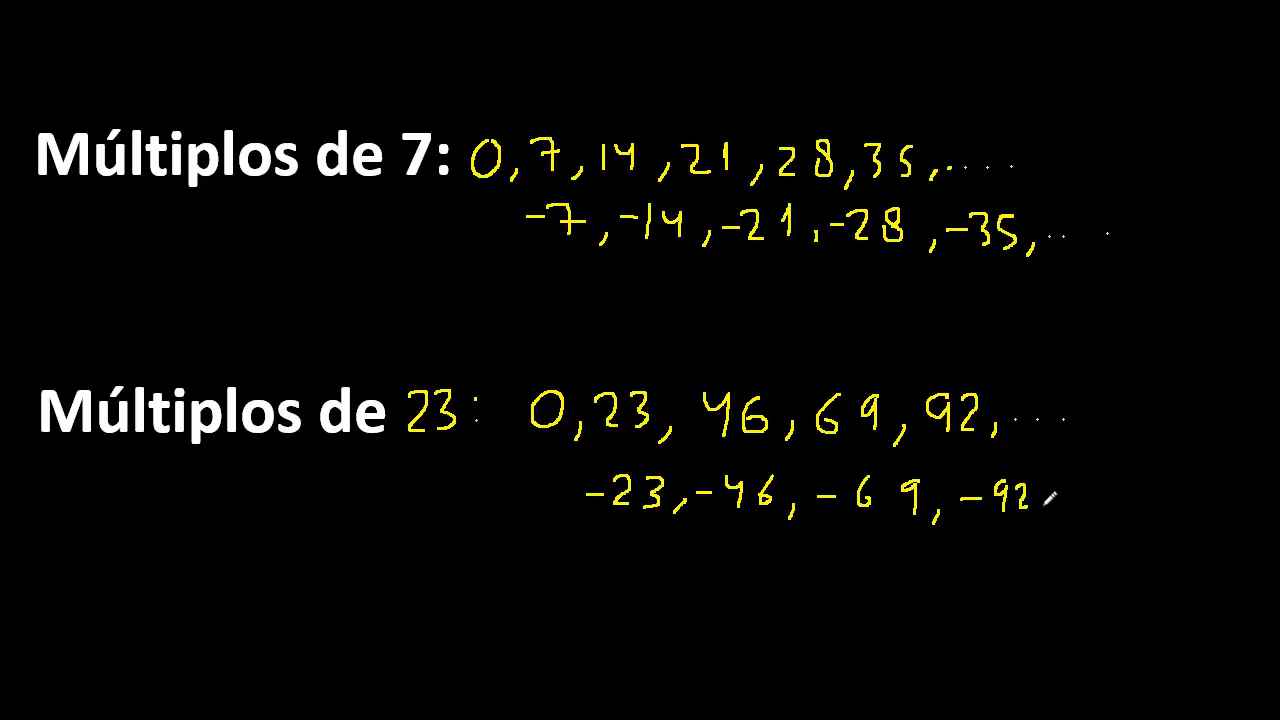 Múltiplos de 7: 0, 7, 14, 21, 28, 35, ....
-7, -14, -21, -28, -35, ...
Múltiplos de 23: 0, 23, 46, 69, 92, ...
-23, -46, -69, -92